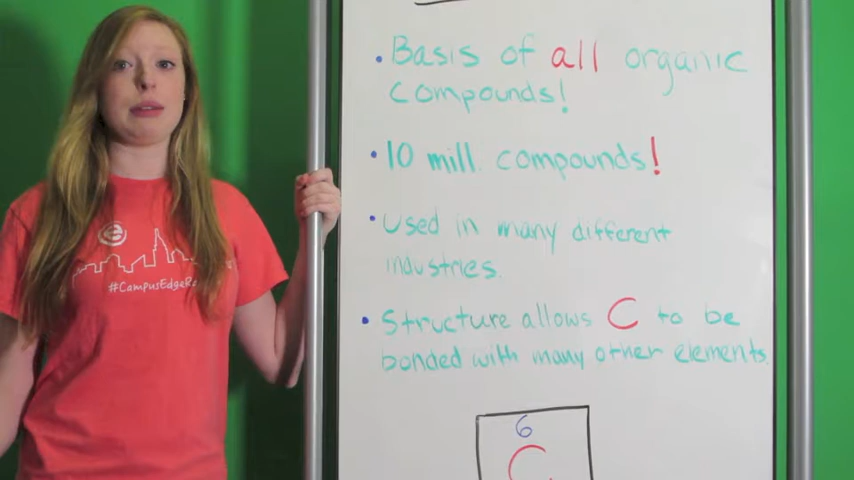 e
#CampusEdgeRa
• Basis of all organic
compounds!
• 10 mill. compounds!
• Used in many different
industries.
• Structure allows C to be
bonded with many other elements.
6
C